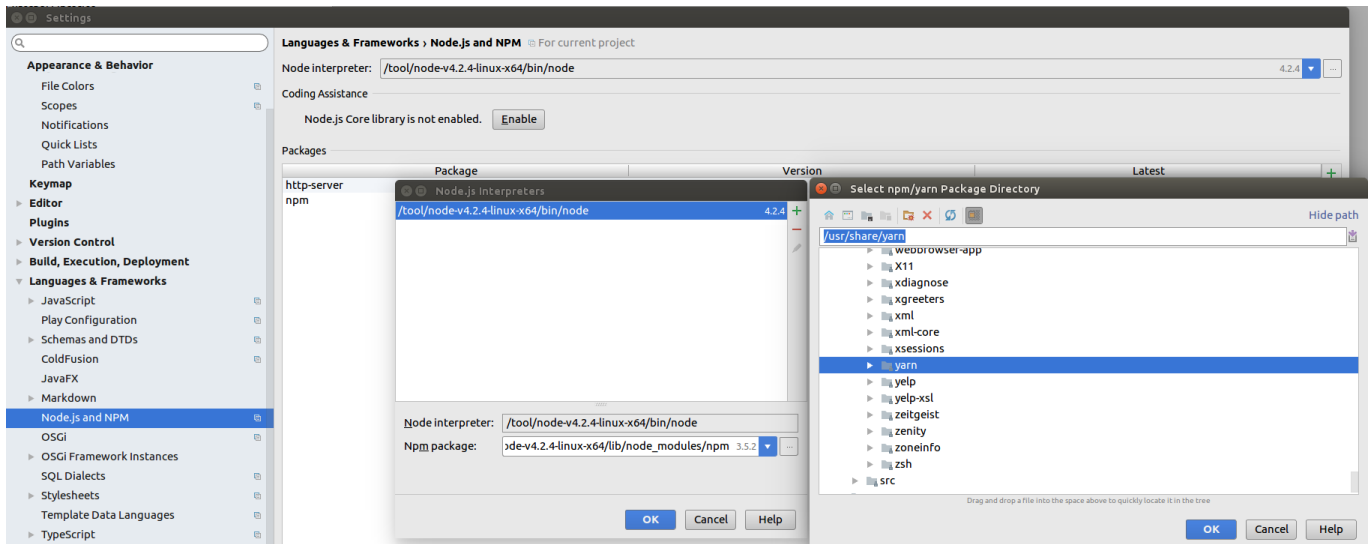 Settings
Appearance & Behavior
File Colors
Scopes
Notifications
Quick Lists
Path Variables
Keymap
Editor
Plugins
Version Control
Build, Execution, Deployment
Languages & Frameworks
JavaScript
Play Configuration
Schemas and DTDs
ColdFusion
JavaFX
Markdown
Node.js and NPM
OSGi
OSGi Framework Instances
SQL Dialects
Stylesheets
Template Data Languages
TypeScript
Languages & Frameworks › Node.js and NPM For current project
Node interpreter: /tool/node-v4.2.4-linux-x64/bin/node 4.2.4 ...
Coding Assistance
Node.js Core library is not enabled. Enable
Packages
Package Version Latest
http-server
npm
Node.js Interpreters
/tool/node-v4.2.4-linux-x64/bin/node 4.2.4
Node interpreter: /tool/node-v4.2.4-linux-x64/bin/node
Npm package: de-v4.2.4-linux-x64/lib/node_modules/npm 3.5.2 ...
OK Cancel Help
Select npm/yarn Package Directory
Hide path
/usr/share/yarn
webbrowser-app
X11
xdiagnose
xgreeters
xml
xml-core
xsessions
yarn
yelp
yelp-xsl
zeitgeist
zenity
zoneinfo
zsh
src
Drag and drop a file into the space above to quickly locate it in the tree
OK Cancel Help